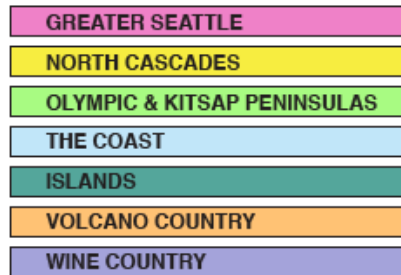 GREATER SEATTLE
NORTH CASCADES
OLYMPIC & KITSAP PENINSULAS
THE COAST
ISLANDS
VOLCANO COUNTRY
WINE COUNTRY